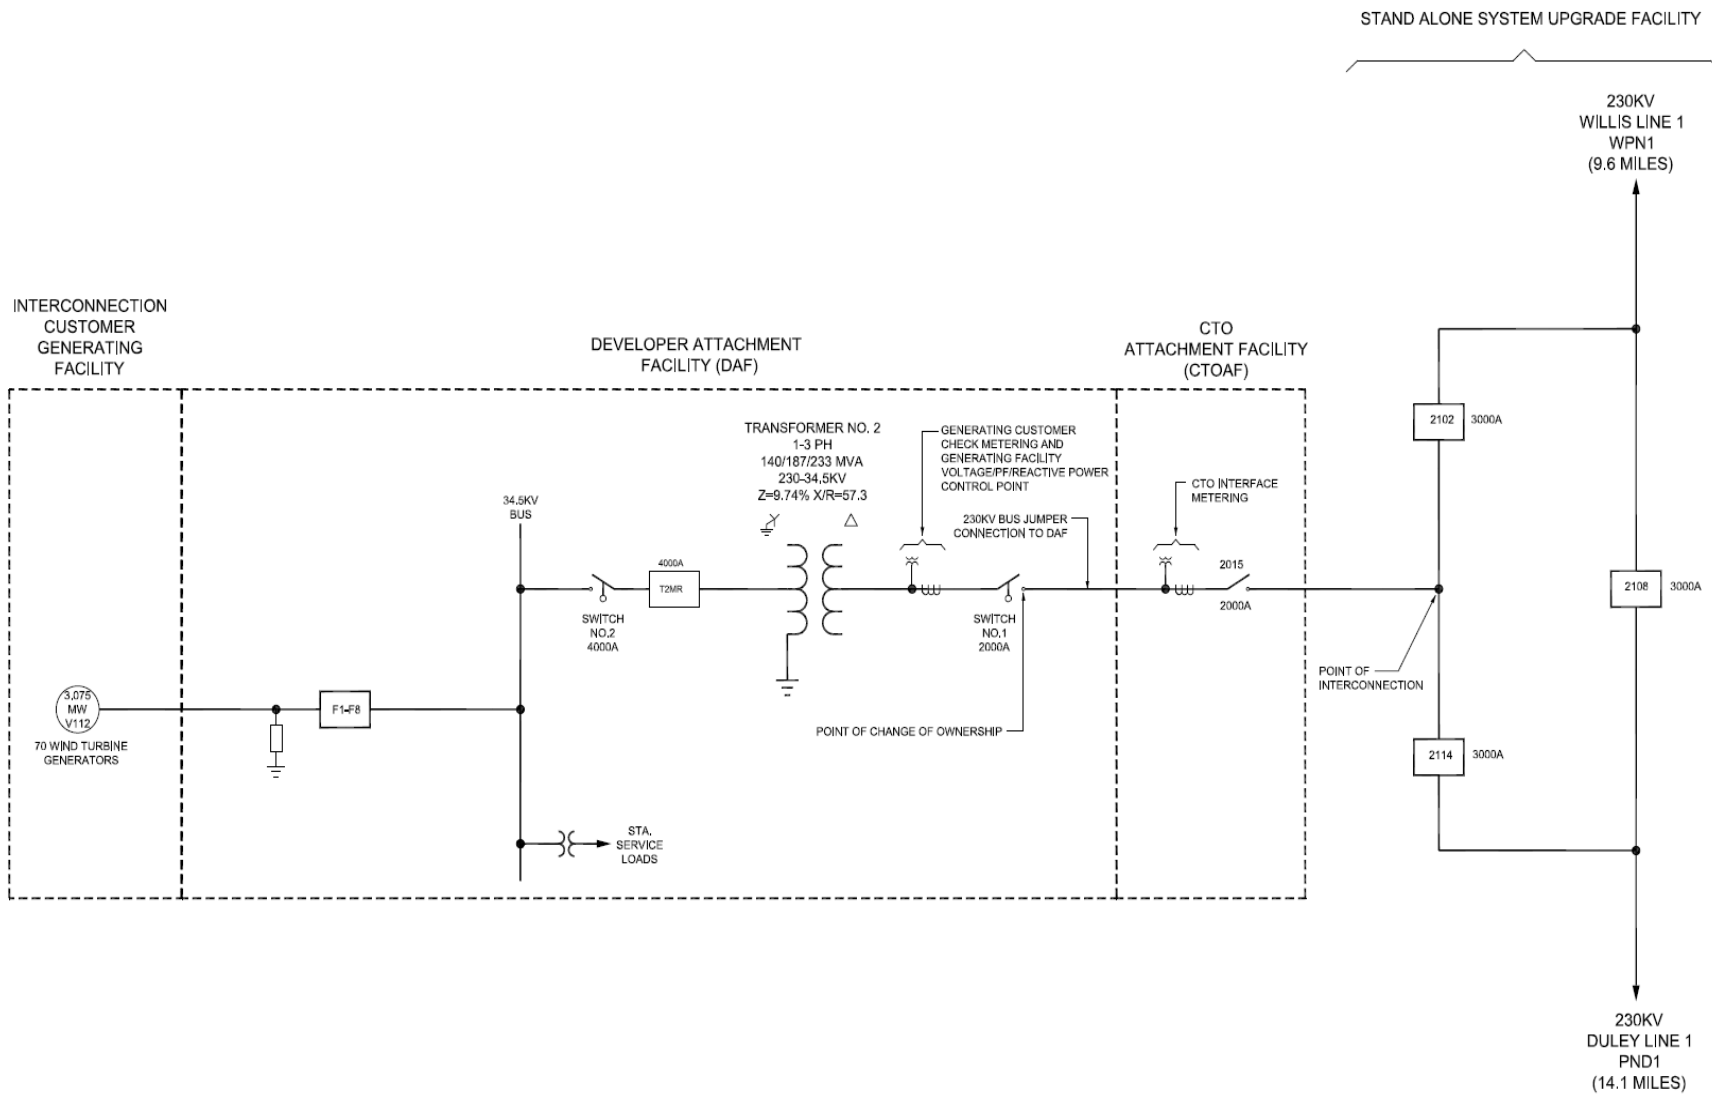 STAND ALONE SYSTEM UPGRADE FACILITY
230KV
WILLIS LINE 1
WPN1
(9.6 MILES)
INTERCONNECTION
CUSTOMER
GENERATING
FACILITY
DEVELOPER ATTACHMENT
FACILITY (DAF)
CTO
ATTACHMENT FACILITY
(CTOAF)
TRANSFORMER NO. 2
1-3 PH
140/187/233 MVA
230-34.5KV
Z=9.74% X/R=57.3
GENERATING CUSTOMER
CHECK METERING AND
GENERATING FACILITY
VOLTAGE/PF/REACTIVE POWER
CONTROL POINT
230KV BUS JUMPER
CONNECTION TO DAF
CTO INTERFACE
METERING
2102
3000A
34.5KV
BUS
4000A
T2MR
SWITCH
NO.2
4000A
SWITCH
NO.1
2000A
2015
2000A
2108
3000A
POINT OF
INTERCONNECTION
3.075
MW
V112
70 WIND TURBINE
GENERATORS
F1-F8
POINT OF CHANGE OF OWNERSHIP
2114
3000A
STA.
SERVICE
LOADS
230KV
DULEY LINE 1
PND1
(14.1 MILES)